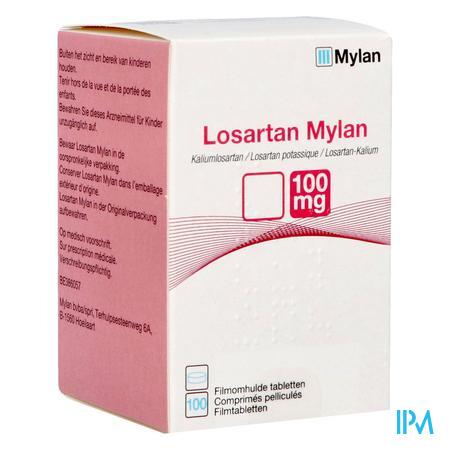 Buiten het zicht en bereik van kinderen
houden.
Tenir hors de la vue et de la portée des
enfants.
Bewahren Sie dieses Arzneimittel für Kinder
unzugänglich auf.
Bewaar Losartan Mylan in de
oorspronkelijke verpakking.
Conserver Losartan Mylan dans l'emballage
extérieur d'origine.
Losartan Mylan in der Originalverpackung
aufbewahren.
Op medisch voorschrift.
Sur prescription médicale.
Verschreibungspflichtig.
BE386057
Mylan bvba/sprl, Terhulpsesteenweg 6A,
B-1560 Hoeilaart
Mylan
Losartan Mylan
Kaliumlosartan / Losartan potassique / Losartan-Kalium
100
mg
100
Filmomhulde tabletten
Comprimés pelliculés
Filmtabletten
IPM